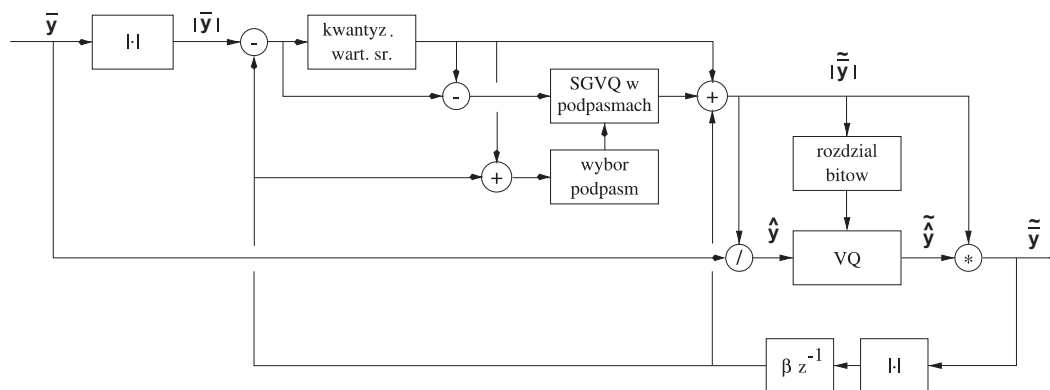 y̅
|·|
|y̅|
-
kwantyz.
wart. sr.
-
SGVQ w
podpasmach
+
|ỹ̅|
+
wybor
podpasm
rozdzial
bitow
/
ŷ
VQ
ŷ̃
*
ỹ̅
β z⁻¹
|·|